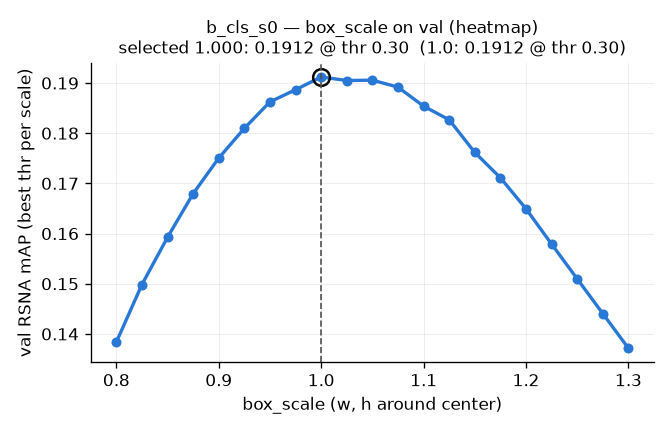 b_cls_s0 — box_scale on val (heatmap)
selected 1.000: 0.1912 @ thr 0.30  (1.0: 0.1912 @ thr 0.30)
val RSNA mAP (best thr per scale)
0.19
0.18
0.17
0.16
0.15
0.14
0.8 0.9 1.0 1.1 1.2 1.3
box_scale (w, h around center)